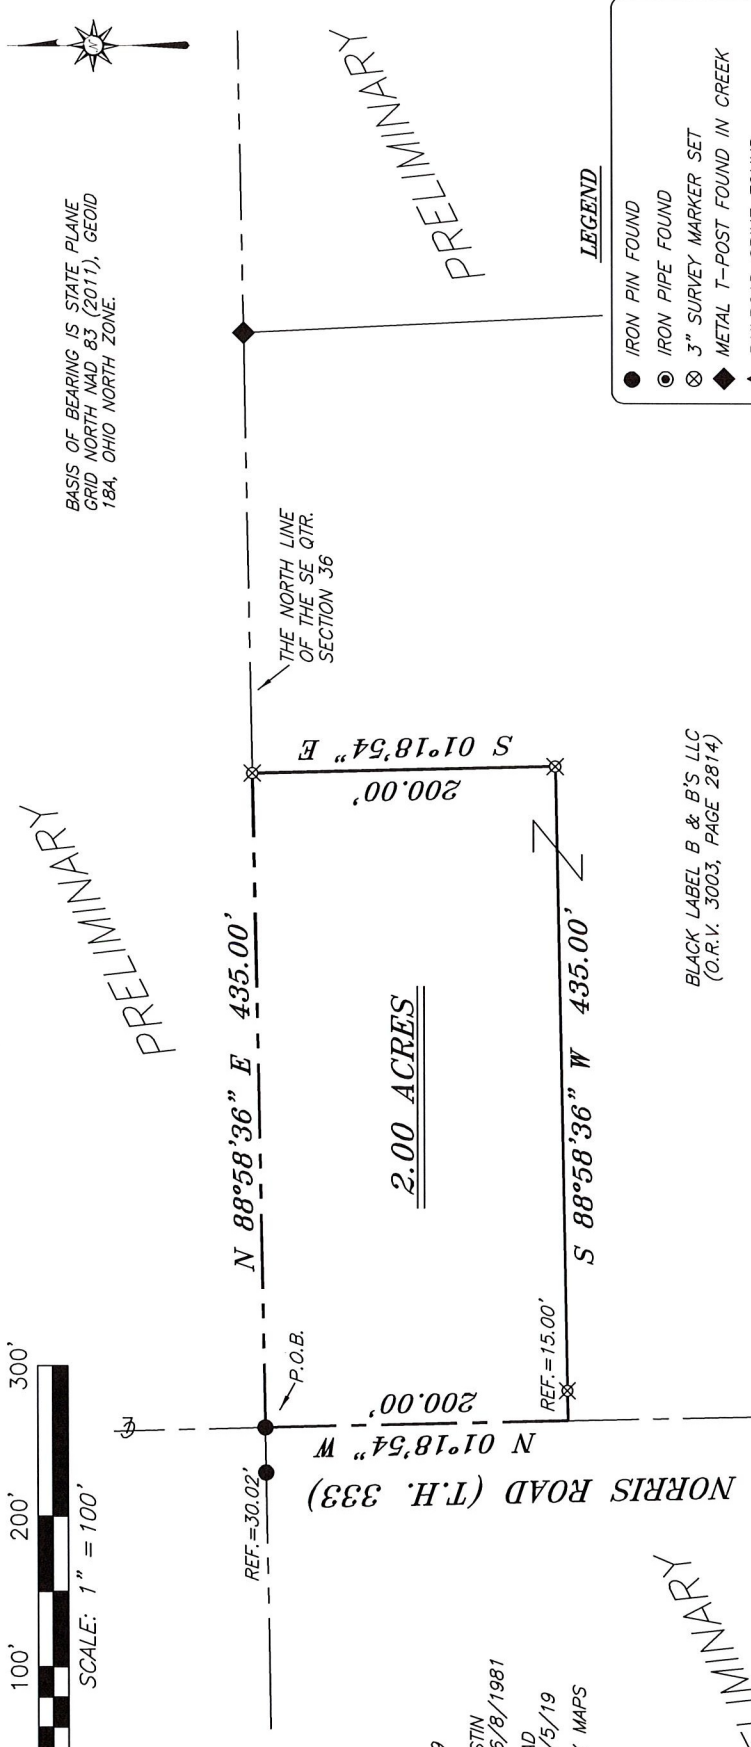 100'
200'
300'
SCALE: 1" = 100'
PRELIMINARY
BASIS OF BEARING IS STATE PLANE
GRID NORTH NAD 83 (2011), GEOID
18A, OHIO NORTH ZONE.
N
N 88°58'36" E 435.00'
THE NORTH LINE
OF THE SE QTR.
SECTION 36
PRELIMINARY
REF.=30.02'
P.O.B.
N 01°18'54" W
200.00'
2.00 ACRES
S 01°18'54" E
200.00'
NORRIS ROAD (T.H. 333)
REF.=15.00'
S 88°58'36" W 435.00'
BLACK LABEL B & B'S LLC
(O.R.V. 3003, PAGE 2814)
LEGEND
IRON PIN FOUND
IRON PIPE FOUND
3" SURVEY MARKER SET
METAL T-POST FOUND IN CREEK
6/8/1981
/5/19
MAPS